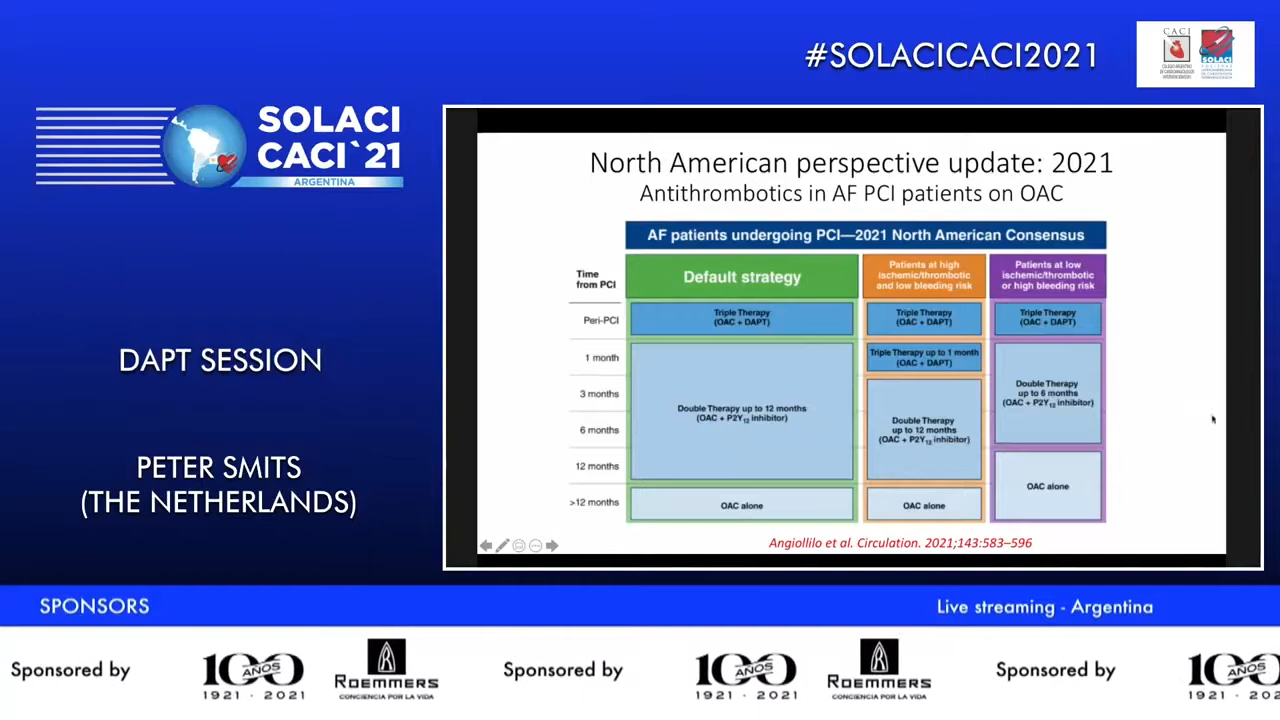 #SOLACICACI2021
CACI
SOLACI
SOLACI
CACI`21
ARGENTINA
DAPT SESSION
PETER SMITS
(THE NETHERLANDS)
North American perspective update: 2021
Antithrombotics in AF PCI patients on OAC
AF patients undergoing PCI—2021 North American Consensus
Time
from PCI
Default strategy
Patients at high
ischemic/thrombotic
and low bleeding risk
Patients at low
ischemic/thrombotic
or high bleeding risk
Peri-PCI
Triple Therapy
(OAC + DAPT)
Triple Therapy
(OAC + DAPT)
Triple Therapy
(OAC + DAPT)
1 month
3 months
6 months
12 months
>12 months
Double Therapy up to 12 months
(OAC + P2Y12 inhibitor)
OAC alone
Triple Therapy up to 1 month
(OAC + DAPT)
Double Therapy
up to 12 months
(OAC + P2Y12 inhibitor)
OAC alone
Double Therapy
up to 6 months
(OAC + P2Y12 inhibitor)
OAC alone
Angiollilo et al. Circulation. 2021;143:583–596
SPONSORS
Live streaming - Argentina
Sponsored by
100
AÑOS
1921 - 2021
ROEMMERS
CONCIENCIA POR LA VIDA
Sponsored by
100
AÑOS
1921 - 2021
ROEMMERS
CONCIENCIA POR LA VIDA
Sponsored by
100
AÑOS
1921 - 2021